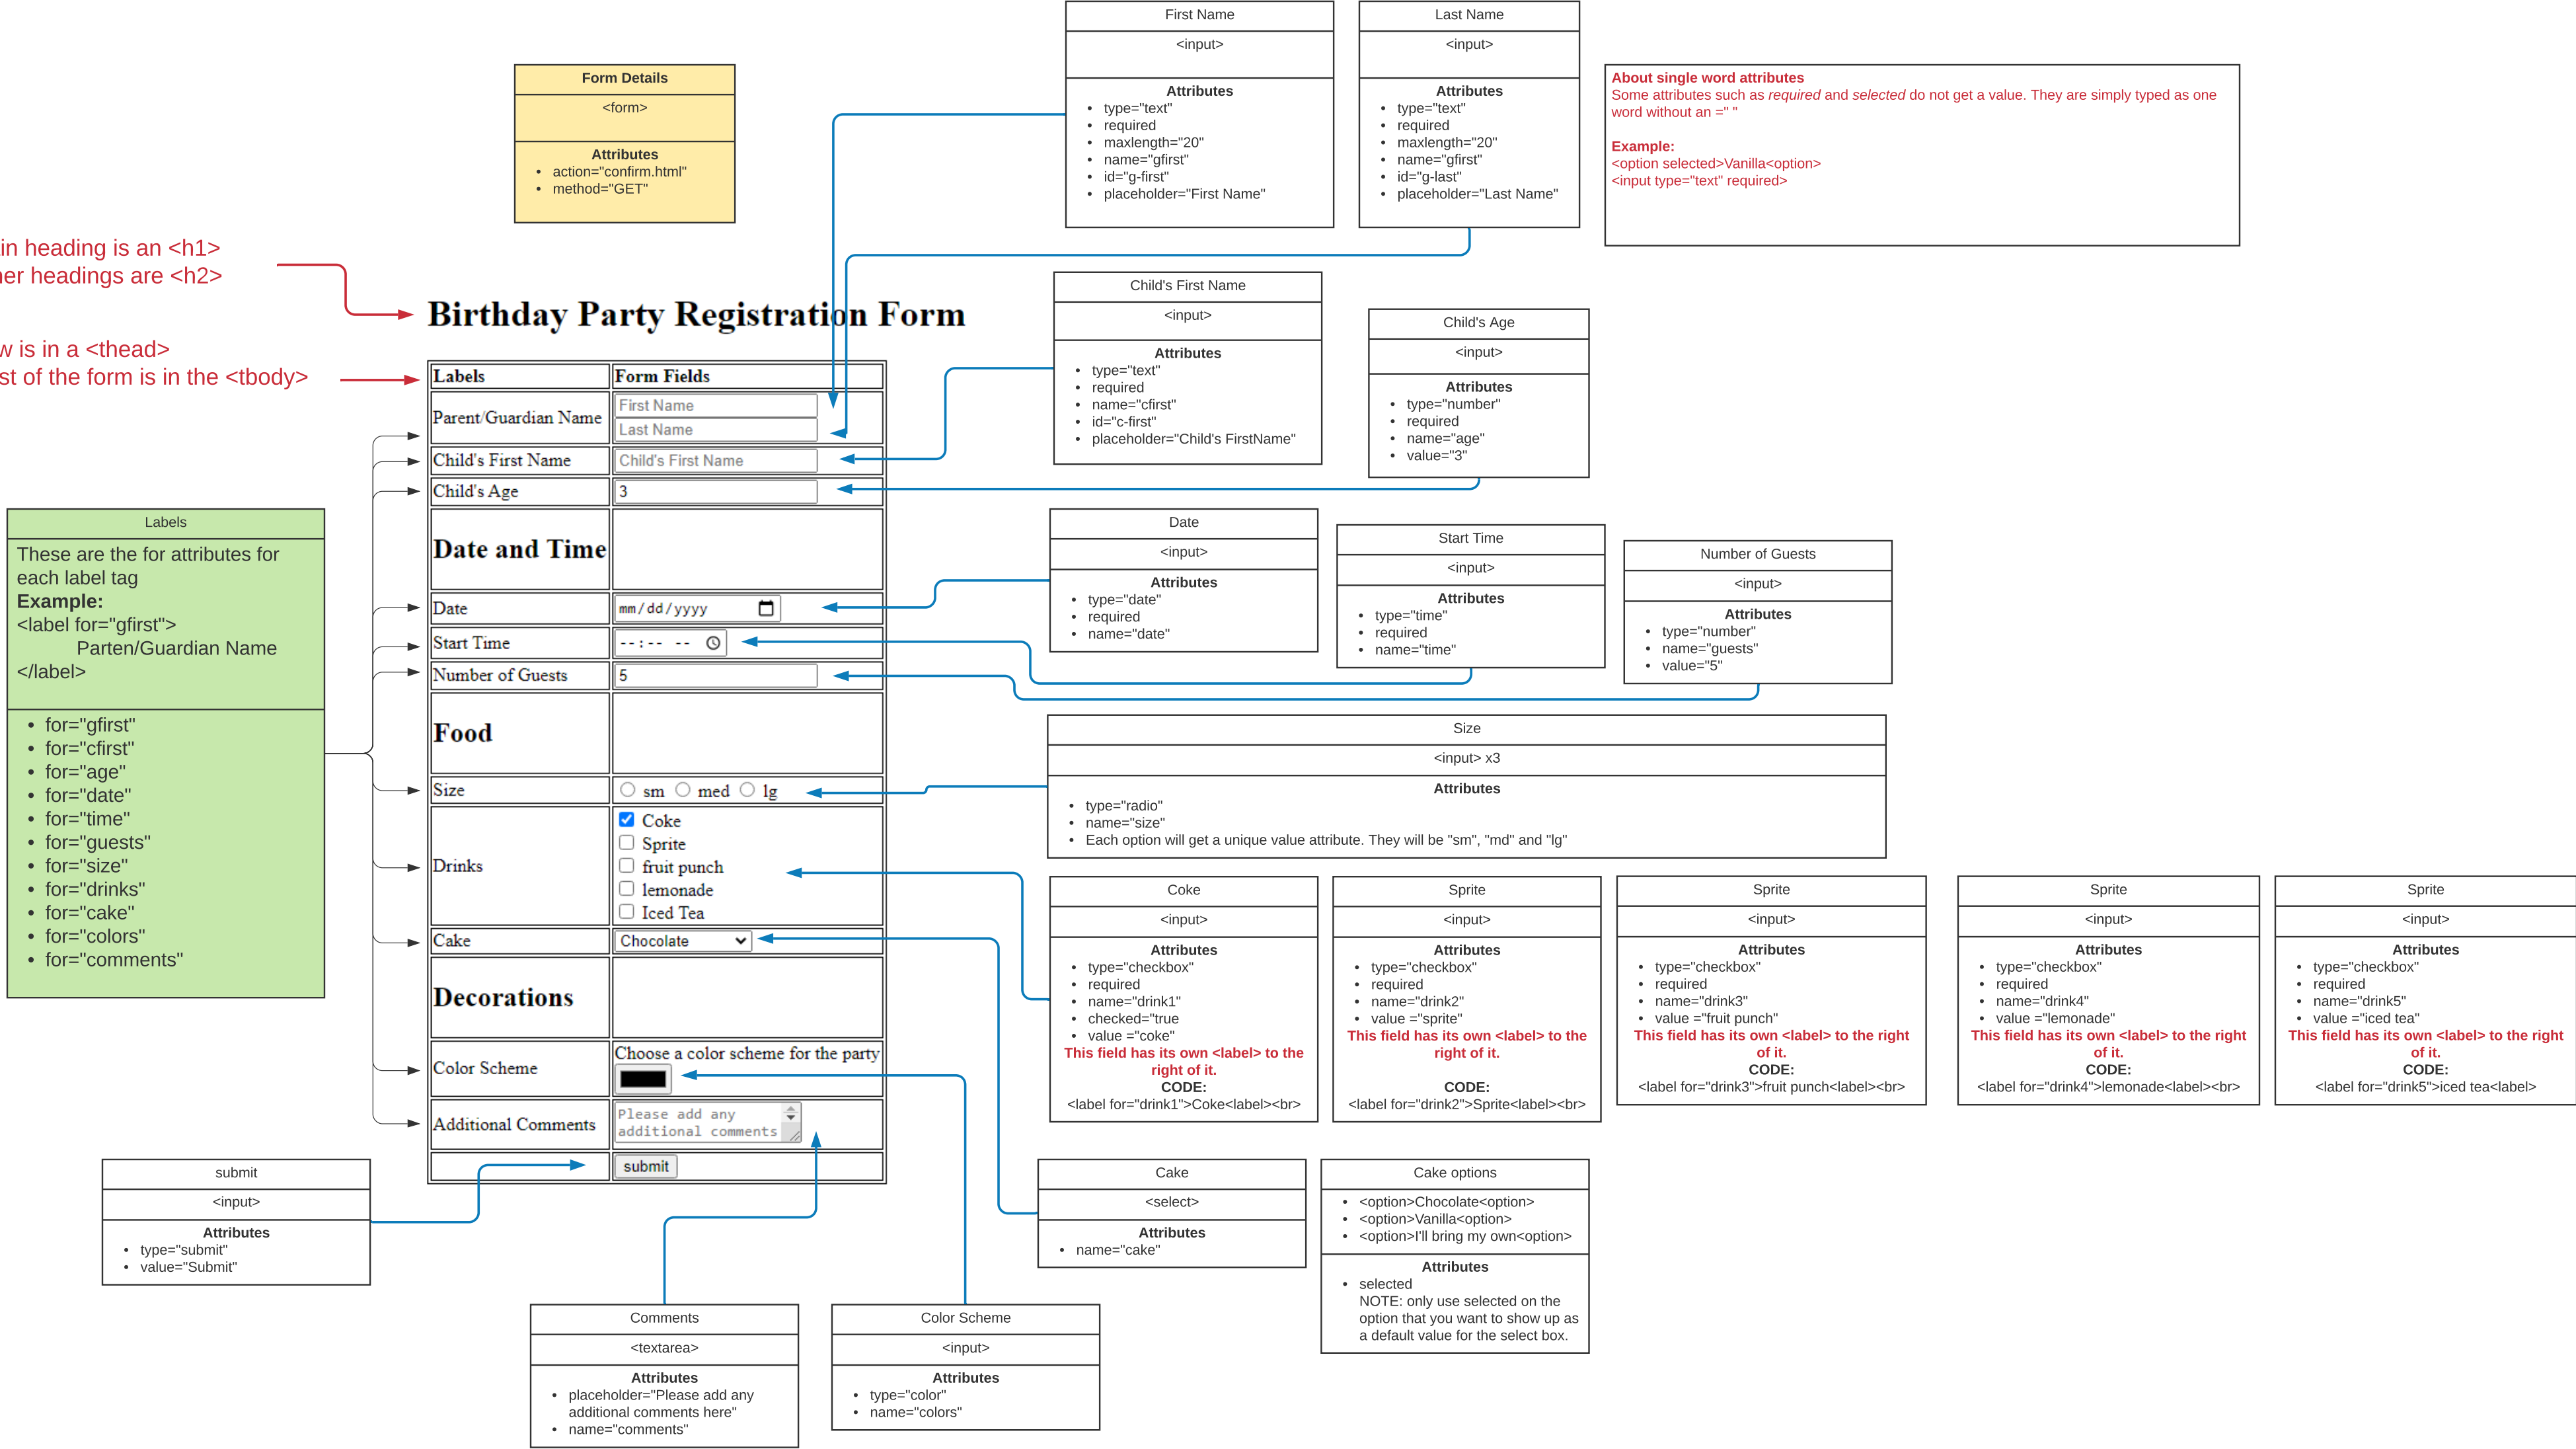 First Name
<input>
Attributes
• type="text"
• required
• maxlength="20"
• name="gfirst"
• id="g-first"
• placeholder="First Name"
Last Name
<input>
Attributes
• type="text"
• required
• maxlength="20"
• name="gfirst"
• id="g-last"
• placeholder="Last Name"
Form Details
<form>
Attributes
• action="confirm.html"
• method="GET"
About single word attributes
Some attributes such as required and selected do not get a value. They are simply typed as one
word without an =" "
Example:
<option selected>Vanilla<option>
<input type="text" required>
heading is an <h1>
headings are <h2>
is in a <thead>
of the form is in the <tbody>
Birthday Party Registration Form
Labels Form Fields
Parent/Guardian Name First Name
Last Name
Child's First Name Child's First Name
Child's Age 3
Date and Time
Date mm/dd/yyyy
Start Time --:-- --
Number of Guests 5
Food
Size sm med lg
Drinks
Coke
Sprite
fruit punch
lemonade
Iced Tea
Cake Chocolate
Decorations
Color Scheme Choose a color scheme for the party
Additional Comments Please add any
additional comments
submit
Child's First Name
<input>
Attributes
• type="text"
• required
• name="cfirst"
• id="c-first"
• placeholder="Child's FirstName"
Child's Age
<input>
Attributes
• type="number"
• required
• name="age"
• value="3"
Labels
These are the for attributes for
each label tag
Example:
<label for="gfirst">
Parten/Guardian Name
</label>
• for="gfirst"
• for="cfirst"
• for="age"
• for="date"
• for="time"
• for="guests"
• for="size"
• for="drinks"
• for="cake"
• for="colors"
• for="comments"
Date
<input>
Attributes
• type="date"
• required
• name="date"
Start Time
<input>
Attributes
• type="time"
• required
• name="time"
Number of Guests
<input>
Attributes
• type="number"
• name="guests"
• value="5"
Size
<input> x3
Attributes
• type="radio"
• name="size"
• Each option will get a unique value attribute. They will be "sm", "md" and "lg"
Coke
<input>
Attributes
• type="checkbox"
• required
• name="drink1"
• checked="true
• value ="coke"
This field has its own <label> to the
right of it.
CODE:
<label for="drink1">Coke<label><br>
Sprite
<input>
Attributes
• type="checkbox"
• required
• name="drink2"
• value ="sprite"
This field has its own <label> to the
right of it.
CODE:
<label for="drink2">Sprite<label><br>
Sprite
<input>
Attributes
• type="checkbox"
• required
• name="drink3"
• value ="fruit punch"
This field has its own <label> to the right
of it.
CODE:
<label for="drink3">fruit punch<label><br>
Sprite
<input>
Attributes
• type="checkbox"
• required
• name="drink4"
• value ="lemonade"
This field has its own <label> to the right
of it.
CODE:
<label for="drink4">lemonade<label><br>
Sprite
<input>
Attributes
• type="checkbox"
• required
• name="drink5"
• value ="iced tea"
This field has its own <label> to the right
of it.
CODE:
<label for="drink5">iced tea<label>
submit
<input>
Attributes
• type="submit"
• value="Submit"
Cake
<select>
Attributes
• name="cake"
Cake options
• <option>Chocolate<option>
• <option>Vanilla<option>
• <option>I'll bring my own<option>
Attributes
• selected
NOTE: only use selected on the
option that you want to show up as
a default value for the select box.
Comments
<textarea>
Attributes
• placeholder="Please add any
additional comments here"
• name="comments"
Color Scheme
<input>
Attributes
• type="color"
• name="colors"